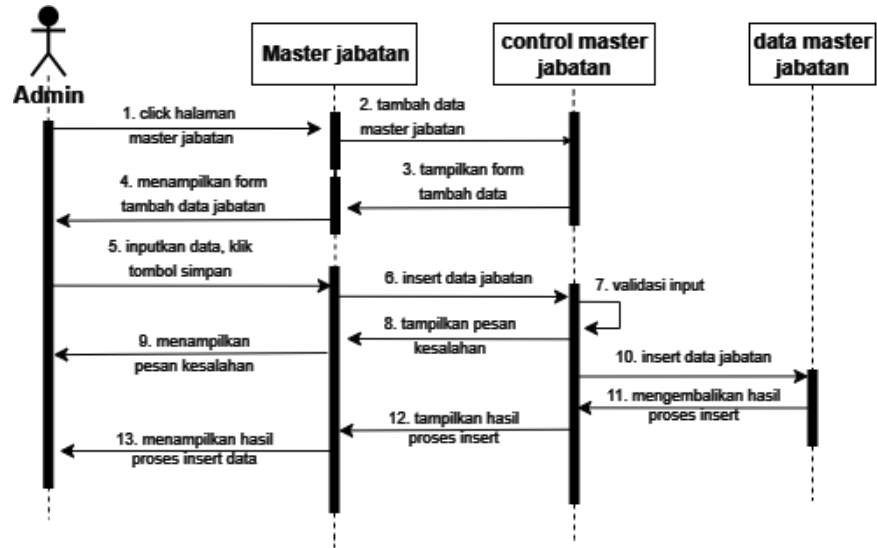 Admin
Master jabatan
control master
jabatan
data master
jabatan
1. click halaman
master jabatan
2. tambah data
master jabatan
3. tampilkan form
tambah data
4. menampilkan form
tambah data jabatan
5. inputkan data, klik
tombol simpan
6. insert data jabatan
7. validasi input
8. tampilkan pesan
kesalahan
9. menampilkan
pesan kesalahan
10. insert data jabatan
11. mengembalikan hasil
proses insert
12. tampilkan hasil
proses insert
13. menampilkan hasil
proses insert data